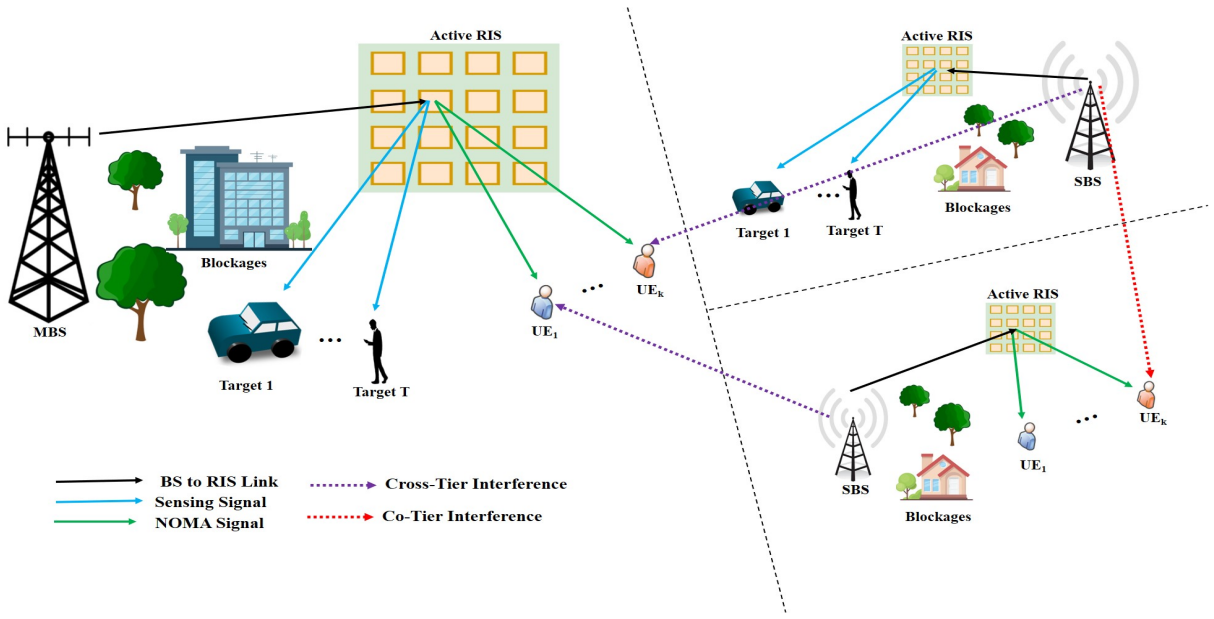 Active RIS
MBS
Blockages
Target 1
...
Target T
UE1
...
UEk
Active RIS
SBS
Blockages
Target 1
...
Target T
Active RIS
SBS
Blockages
UE1
...
UEk
BS to RIS Link
Sensing Signal
NOMA Signal
Cross-Tier Interference
Co-Tier Interference